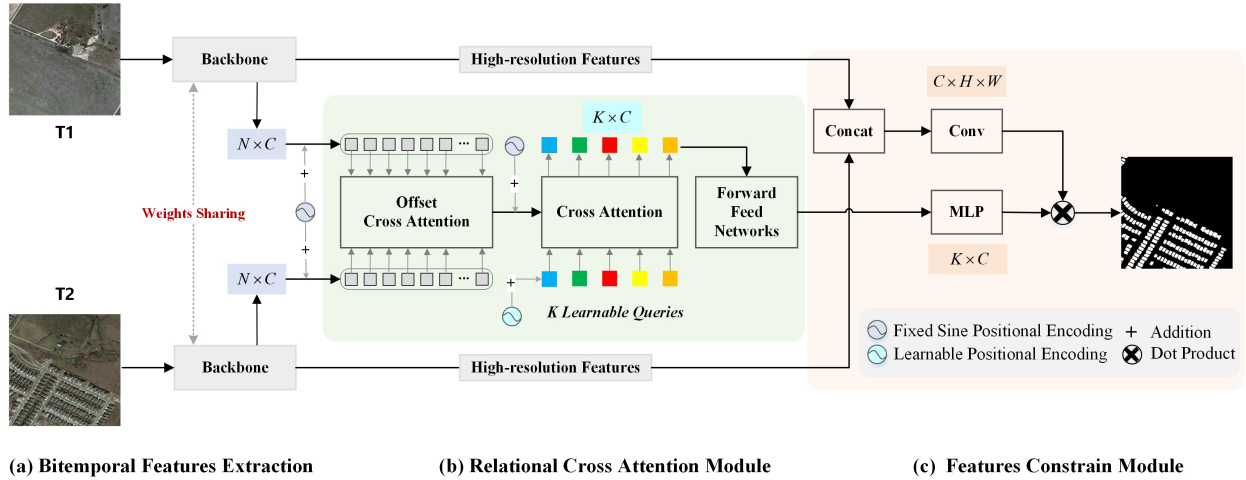 T1
Backbone
High-resolution Features
N × C
K × C
C × H × W
Concat
Conv
Weights Sharing
+
+
Offset
Cross Attention
+
Cross Attention
Forward
Feed
Networks
MLP
K × C
N × C
···
···
+
K Learnable Queries
T2
Backbone
High-resolution Features
Fixed Sine Positional Encoding
Learnable Positional Encoding
+ Addition
Dot Product
(a) Bitemporal Features Extraction
(b) Relational Cross Attention Module
(c) Features Constrain Module